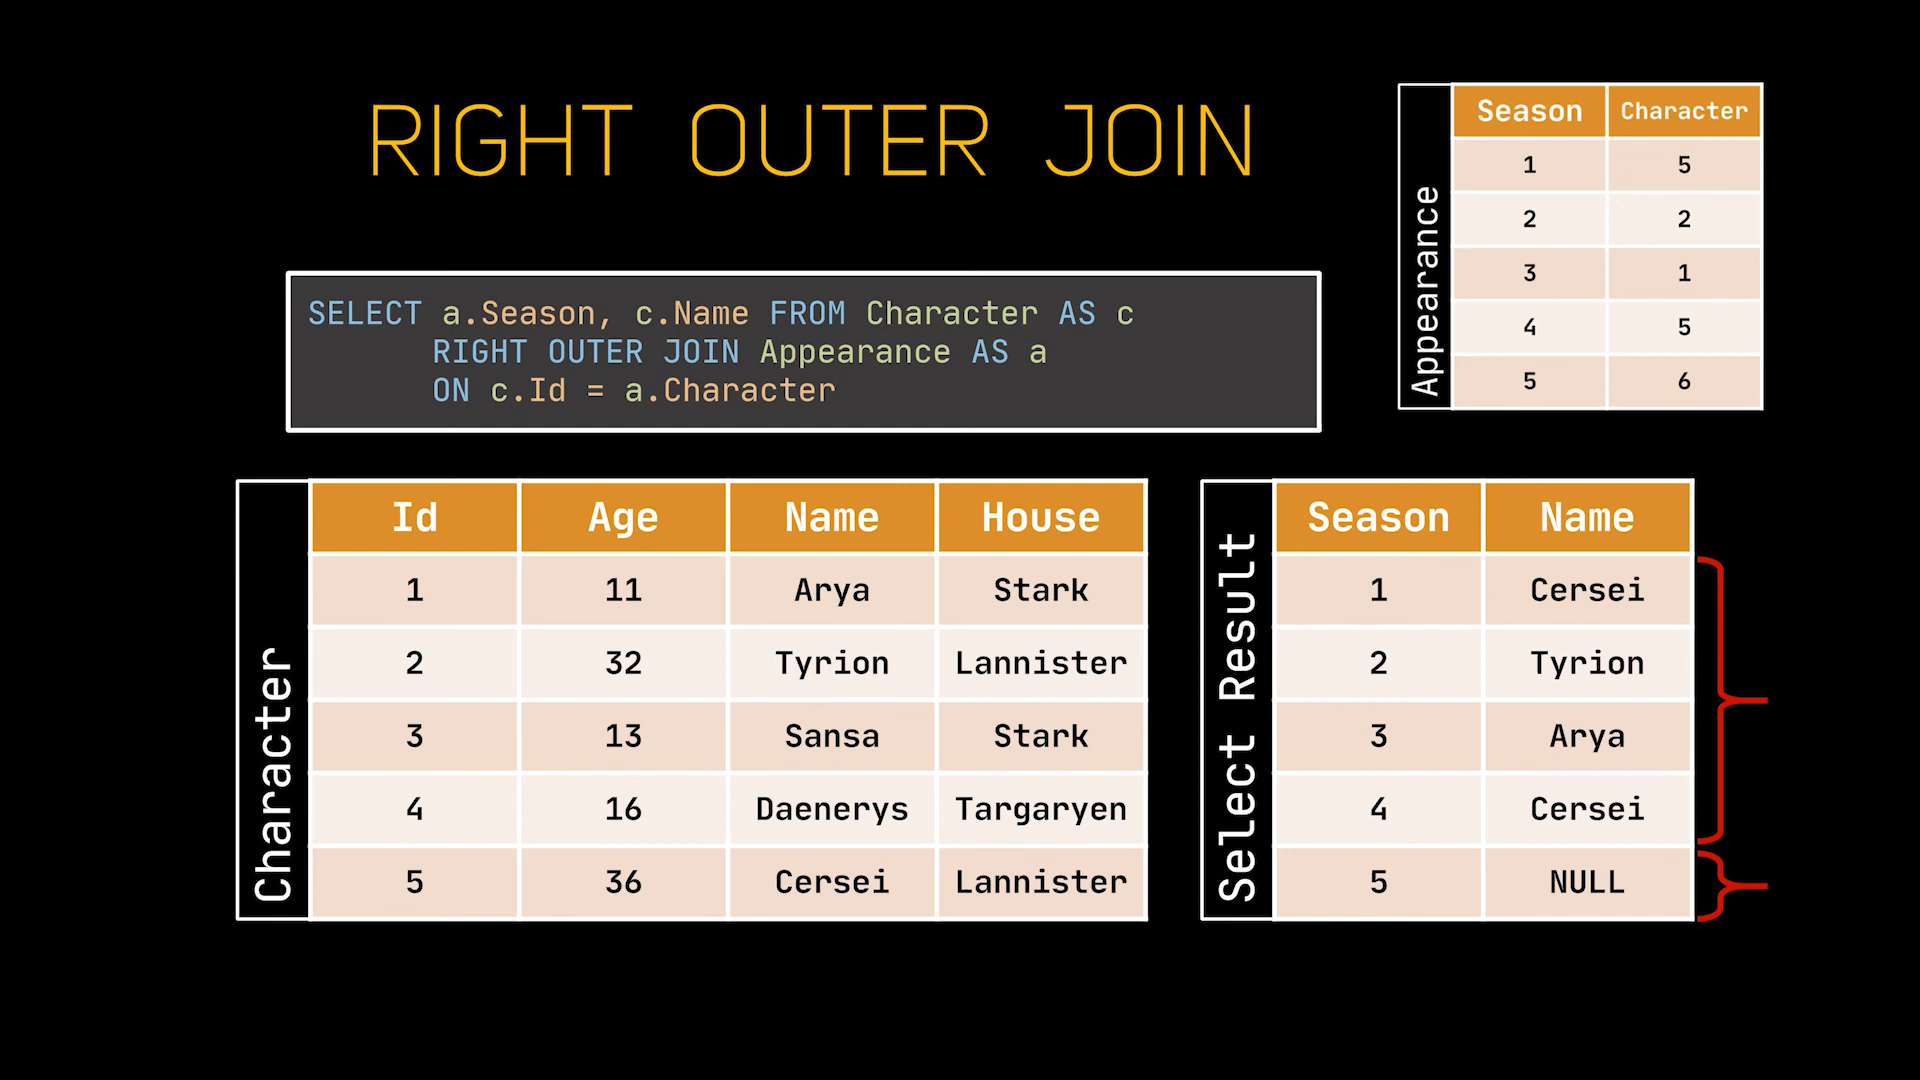 RIGHT OUTER JOIN
SELECT a.Season, c.Name FROM Character AS c
RIGHT OUTER JOIN Appearance AS a
ON c.Id = a.Character
Appearance
Season Character
1 5
2 2
3 1
4 5
5 6
Character
Id Age Name House
1 11 Arya Stark
2 32 Tyrion Lannister
3 13 Sansa Stark
4 16 Daenerys Targaryen
5 36 Cersei Lannister
Select Result
Season Name
1 Cersei
2 Tyrion
3 Arya
4 Cersei
5 NULL